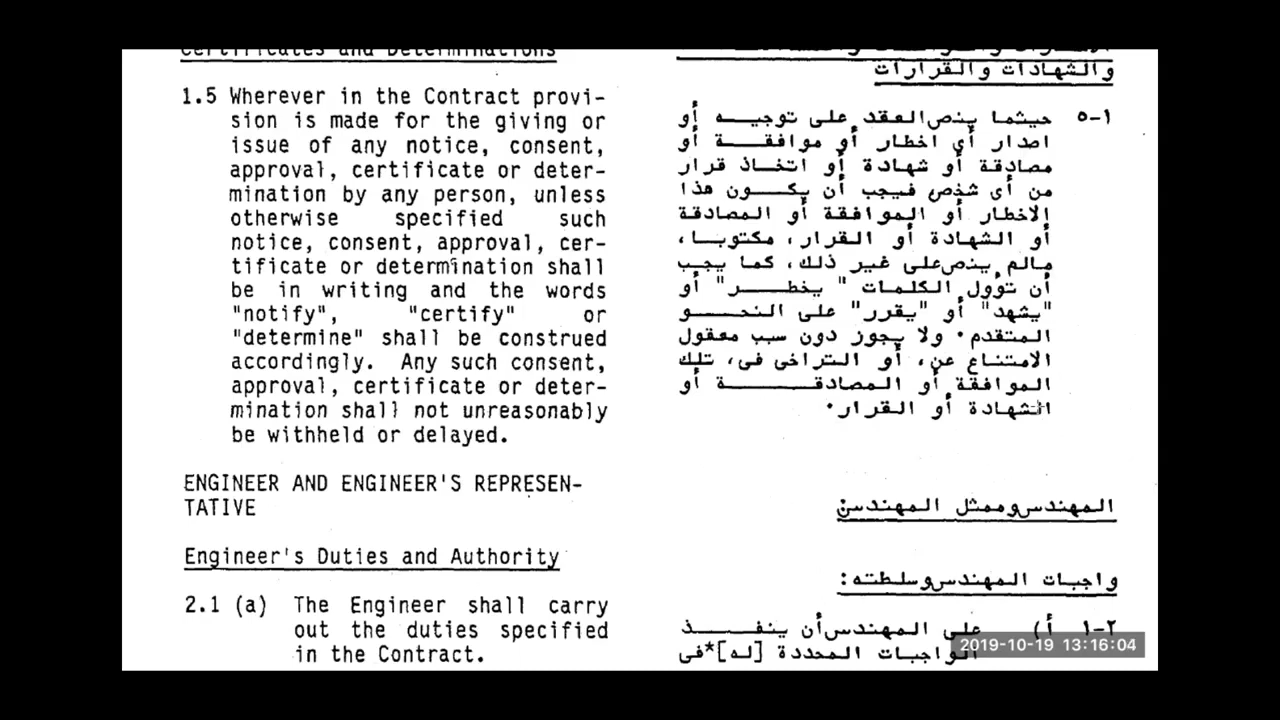 Certificates and Determinations
1.5 Wherever in the Contract provi-
sion is made for the giving or
issue of any notice, consent,
approval, certificate or deter-
mination by any person, unless
otherwise specified such
notice, consent, approval, cer-
tificate or determination shall
be in writing and the words
"notify", "certify" or
"determine" shall be construed
accordingly. Any such consent,
approval, certificate or deter-
mination shall not unreasonably
be withheld or delayed.
ENGINEER AND ENGINEER'S REPRESEN-
TATIVE
Engineer's Duties and Authority
2.1 (a) The Engineer shall carry
out the duties specified
in the Contract.
والشهادات والقرارات
١-٥ حيثما ينص العقد على توجيه أو
اصدار أى اخطار أو موافقة أو
مصادقة أو شهادة أو اتخاذ قرار
من أى شخص فيجب أن يكون هذا
الاخطار أو الموافقة أو المصادقة
أو الشهادة أو القرار، مكتوبا،
مالم ينص على غير ذلك، كما يجب
أن تؤول الكلمات "يخطر" أو
"يشهد" أو "يقرر" على النحو
المتقدم. ولا يجوز دون سبب معقول
الامتناع عن، أو التراخى فى، تلك
الموافقة أو المصادقة أو
الشهادة أو القرار.
المهندس وممثل المهندس:
واجبات المهندس وسلطته:
٢-١ أ) على المهندس أن ينفذ
الواجبات المحددة [له]*فى
2019-10-19 13:16:04